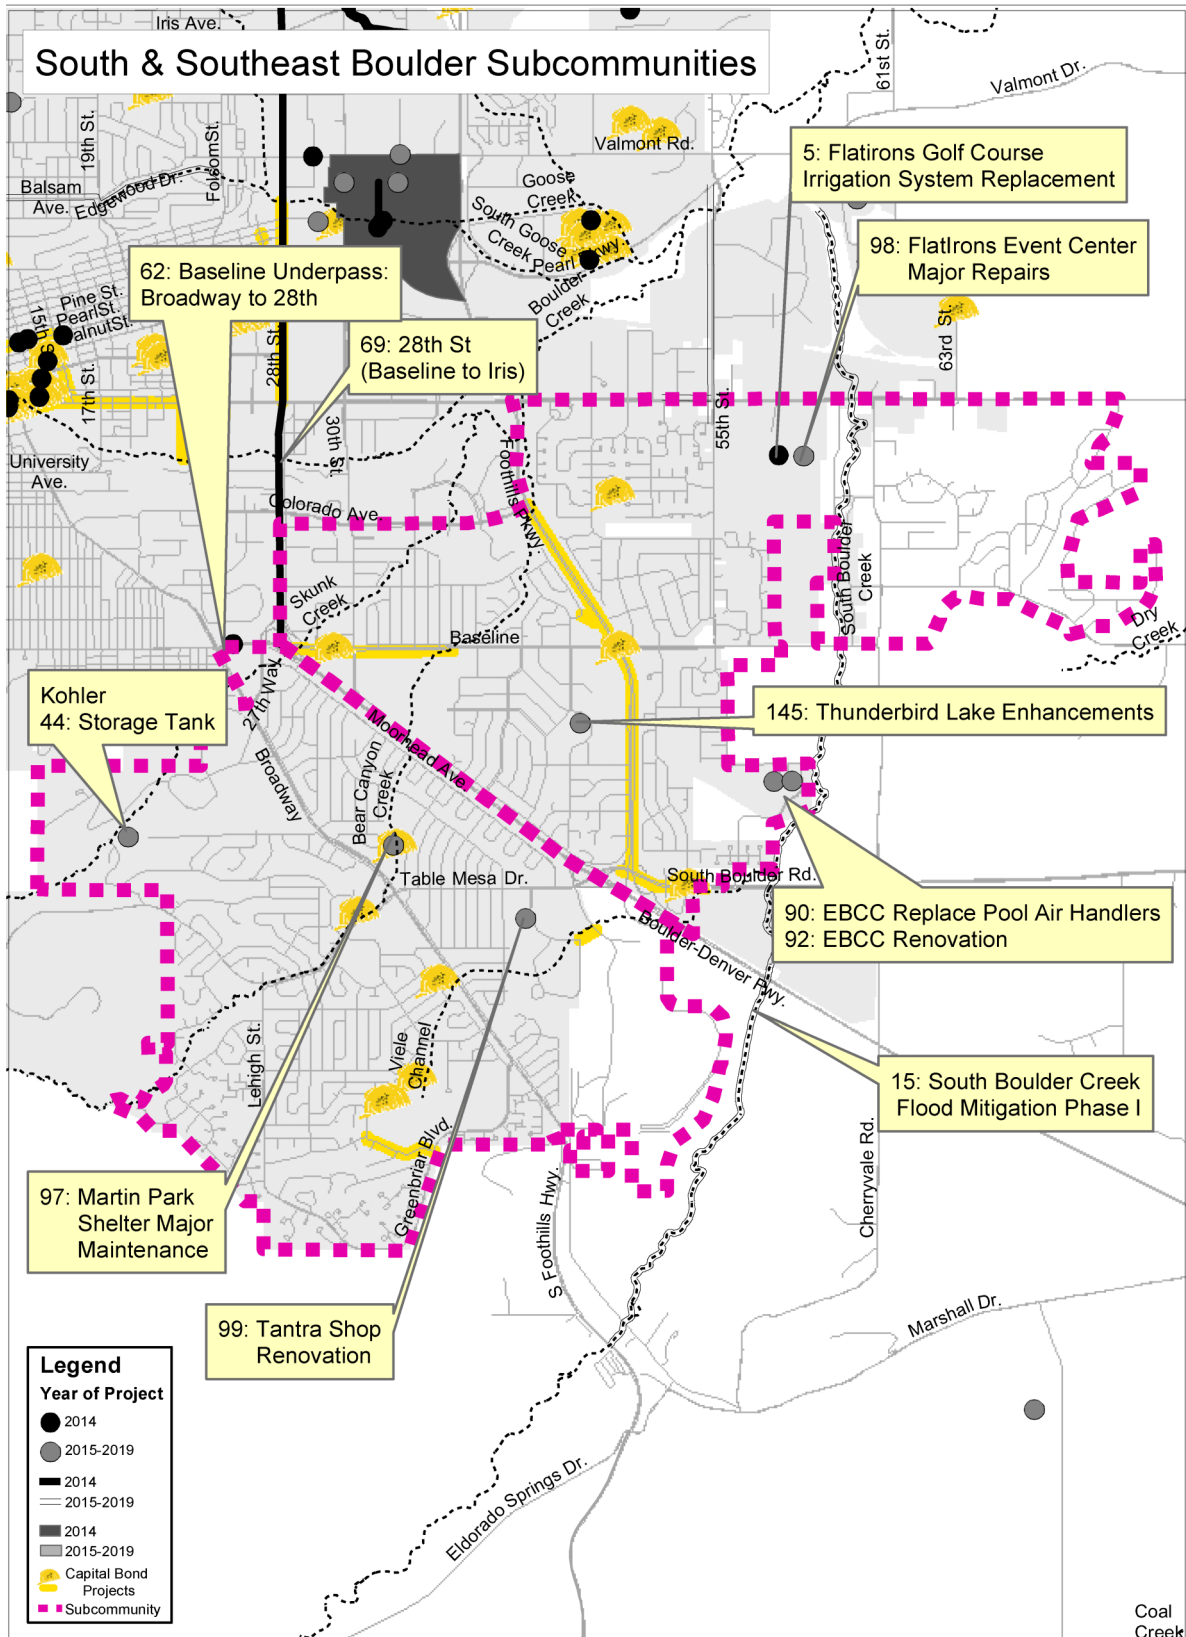 Iris Ave.
South & Southeast Boulder Subcommunities
61st St.
Valmont Dr.
19th St.
Folsom St.
Valmont Rd.
5: Flatirons Golf Course
Irrigation System Replacement
Balsam
Ave.
Edgewood Dr.
Goose
Creek
South Goose
Creek
Pearl Pkwy.
Boulder
Creek
98: FlatIrons Event Center
Major Repairs
62: Baseline Underpass:
Broadway to 28th
Pine St.
PearlSt.
alnutSt.
15th S
17th St.
28th St.
69: 28th St
(Baseline to Iris)
63rd St.
30th St.
55th St.
University
Ave.
Foothills Pkwy.
Colorado Ave.
South Boulder
Creek
Skunk
Creek
Baseline
Dry
Creek
27th Way
Kohler
44: Storage Tank
145: Thunderbird Lake Enhancements
Moorhead Ave.
Broadway
Bear Canyon
Creek
Table Mesa Dr.
South Boulder Rd.
90: EBCC Replace Pool Air Handlers
92: EBCC Renovation
Boulder-Denver Pwy.
Lehigh St.
Viele
Channel
15: South Boulder Creek
Flood Mitigation Phase I
Greenbriar Blvd.
Cherryvale Rd.
S Foothills Hwy.
97: Martin Park
Shelter Major
Maintenance
99: Tantra Shop
Renovation
Marshall Dr.
Eldorado Springs Dr.
Legend
Year of Project
2014
2015-2019
2014
2015-2019
2014
2015-2019
Capital Bond
Projects
Subcommunity
Coal
Creek